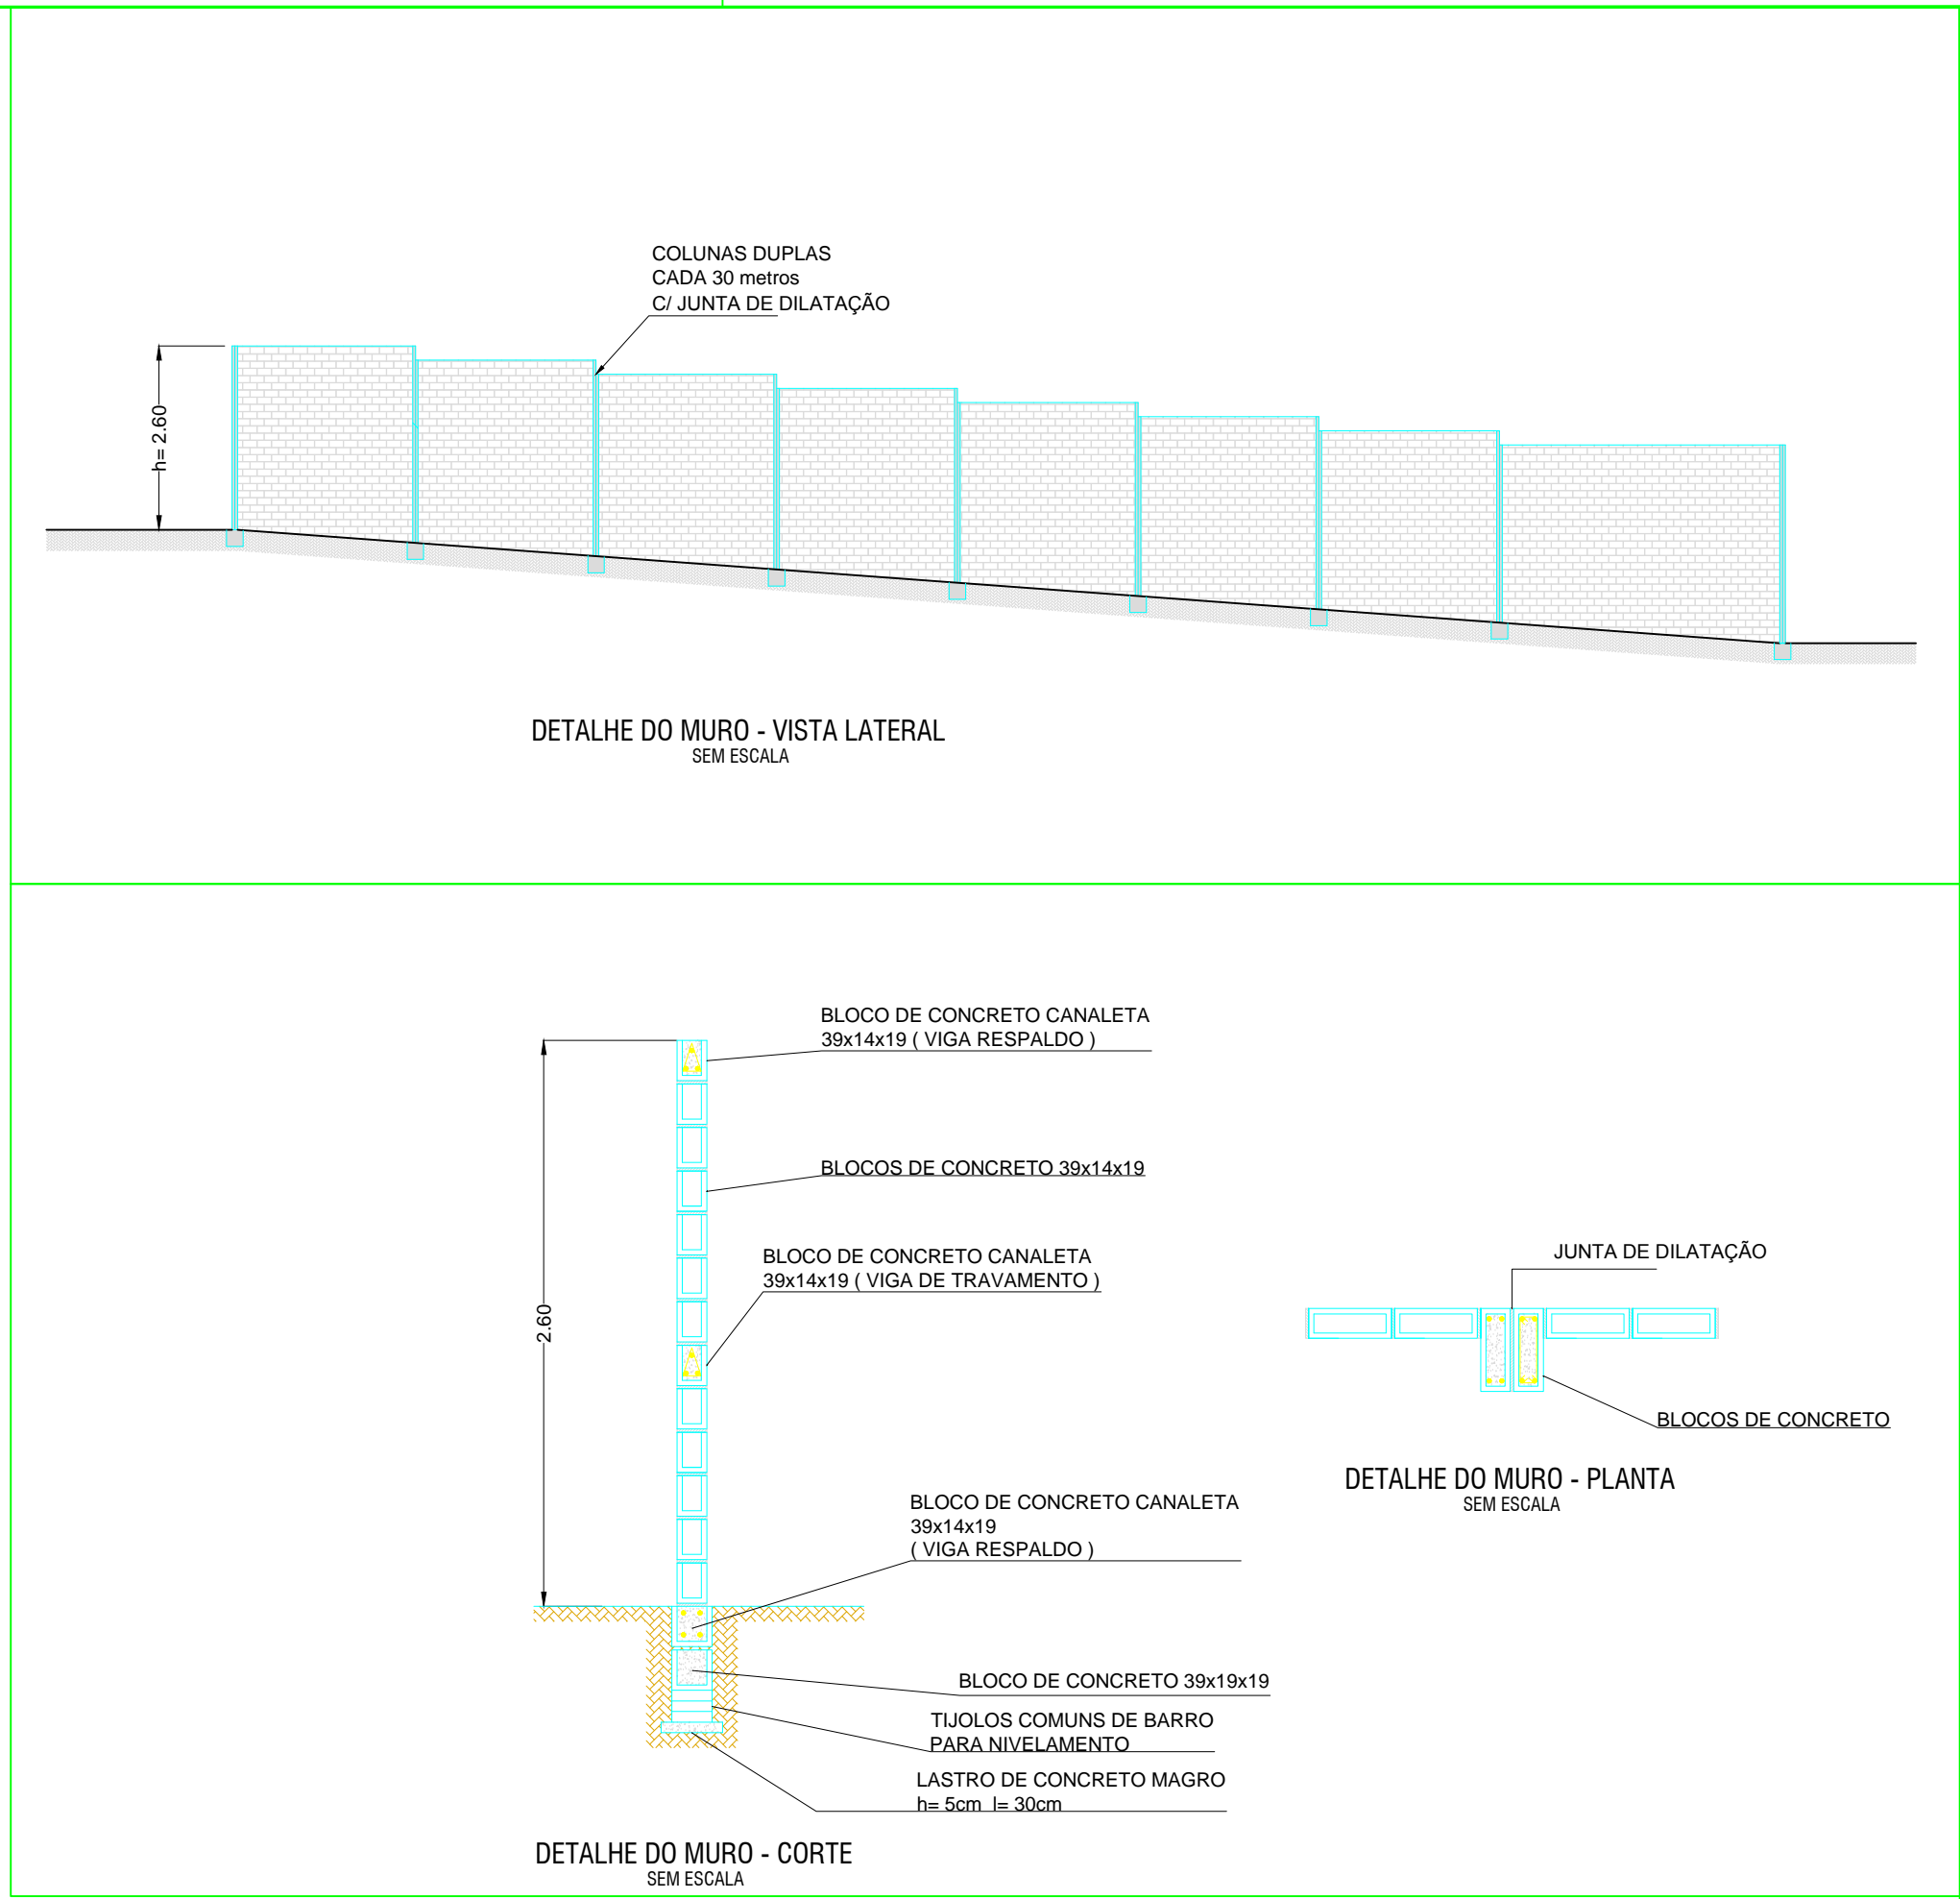 COLUNAS DUPLAS
CADA 30 metros
C/ JUNTA DE DILATAÇÃO
h= 2.60
DETALHE DO MURO - VISTA LATERAL
SEM ESCALA
BLOCO DE CONCRETO CANALETA
39x14x19 ( VIGA RESPALDO )
BLOCOS DE CONCRETO 39x14x19
BLOCO DE CONCRETO CANALETA
39x14x19 ( VIGA DE TRAVAMENTO )
2.60
BLOCO DE CONCRETO CANALETA
39x14x19
( VIGA RESPALDO )
BLOCO DE CONCRETO 39x19x19
TIJOLOS COMUNS DE BARRO
PARA NIVELAMENTO
LASTRO DE CONCRETO MAGRO
h= 5cm l= 30cm
DETALHE DO MURO - CORTE
SEM ESCALA
JUNTA DE DILATAÇÃO
BLOCOS DE CONCRETO
DETALHE DO MURO - PLANTA
SEM ESCALA